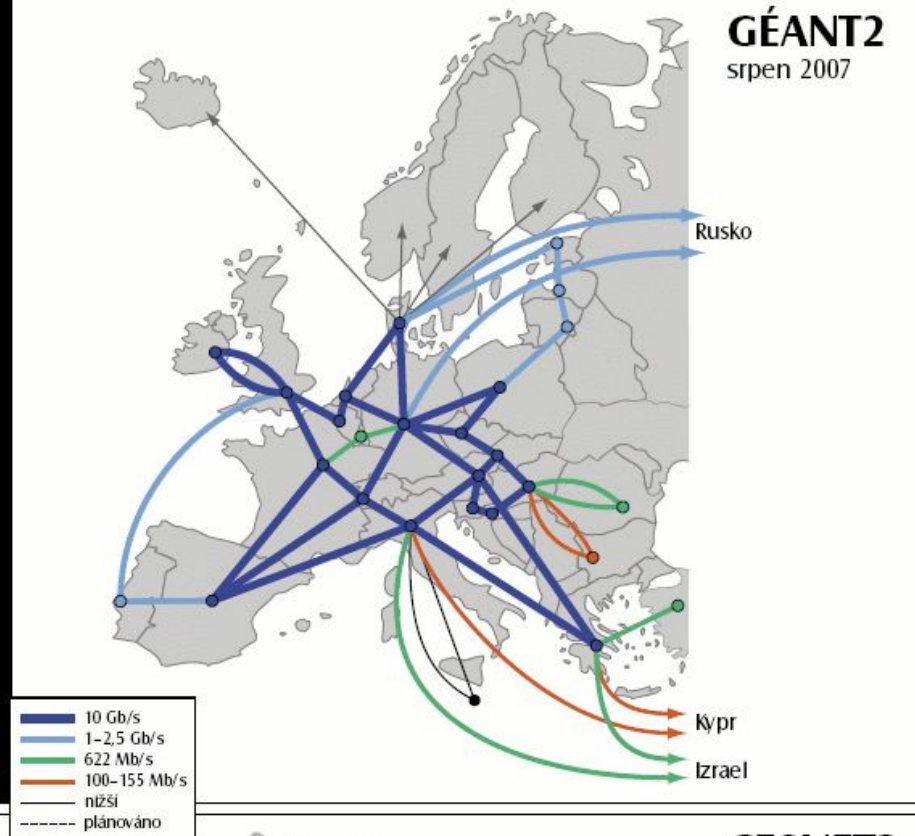 GÉANT2
srpen 2007
Rusko
Kypr
Izrael
10 Gb/s
1–2,5 Gb/s
622 Mb/s
100–155 Mb/s
nižší
plánováno